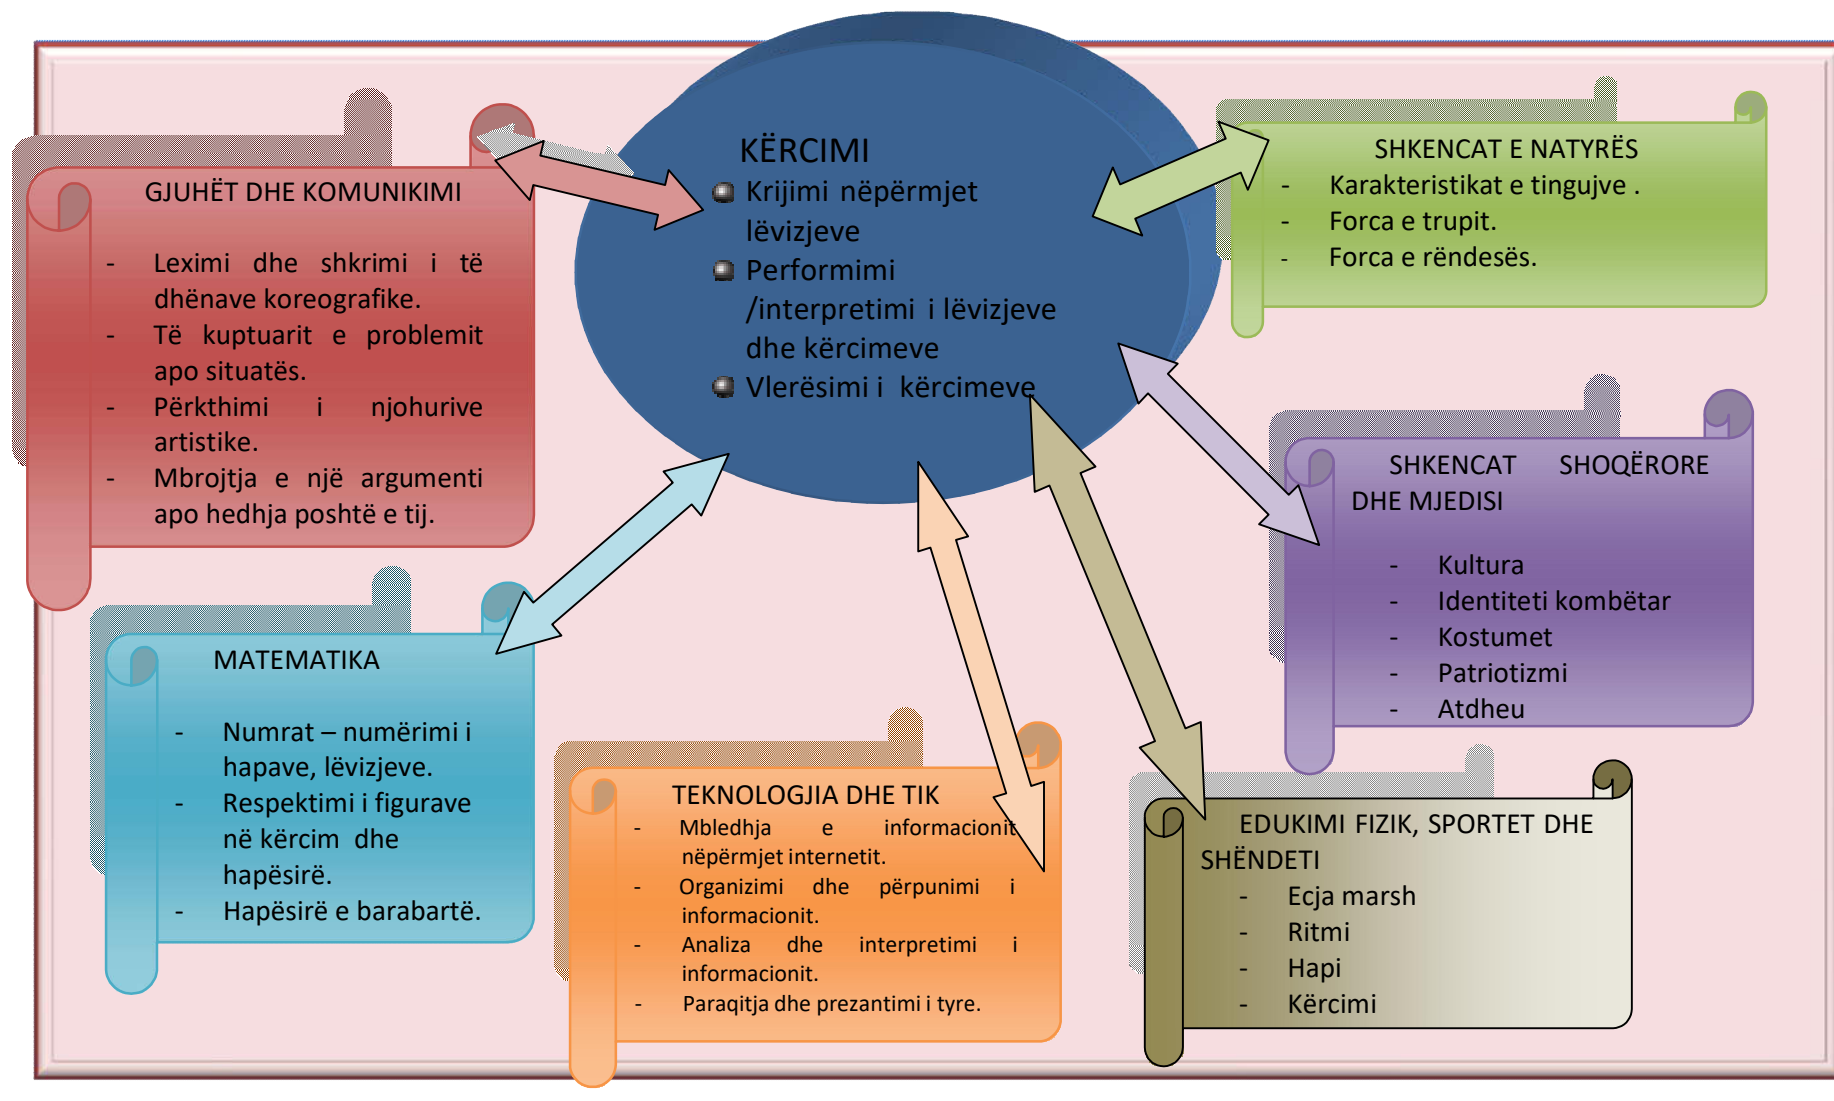 KËRCIMI
Krijimi nëpërmjet
lëvizjeve
Performimi
/interpretimi i lëvizjeve
dhe kërcimeve
Vlerësimi i kërcimeve
GJUHËT DHE KOMUNIKIMI
- Leximi dhe shkrimi i të
dhënave koreografike.
- Të kuptuarit e problemit
apo situatës.
- Përkthimi i njohurive
artistike.
- Mbrojtja e një argumenti
apo hedhja poshtë e tij.
SHKENCAT E NATYRËS
- Karakteristikat e tingujve .
- Forca e trupit.
- Forca e rëndesës.
SHKENCAT SHOQËRORE
DHE MJEDISI
- Kultura
- Identiteti kombëtar
- Kostumet
- Patriotizmi
- Atdheu
MATEMATIKA
- Numrat – numërimi i
hapave, lëvizjeve.
- Respektimi i figurave
në kërcim dhe
hapësirë.
- Hapësirë e barabartë.
TEKNOLOGJIA DHE TIK
- Mbledhja e informacionit
nëpërmjet internetit.
- Organizimi dhe përpunimi i
informacionit.
- Analiza dhe interpretimi i
informacionit.
- Paraqitja dhe prezantimi i tyre.
EDUKIMI FIZIK, SPORTET DHE
SHËNDETI
- Ecja marsh
- Ritmi
- Hapi
- Kërcimi